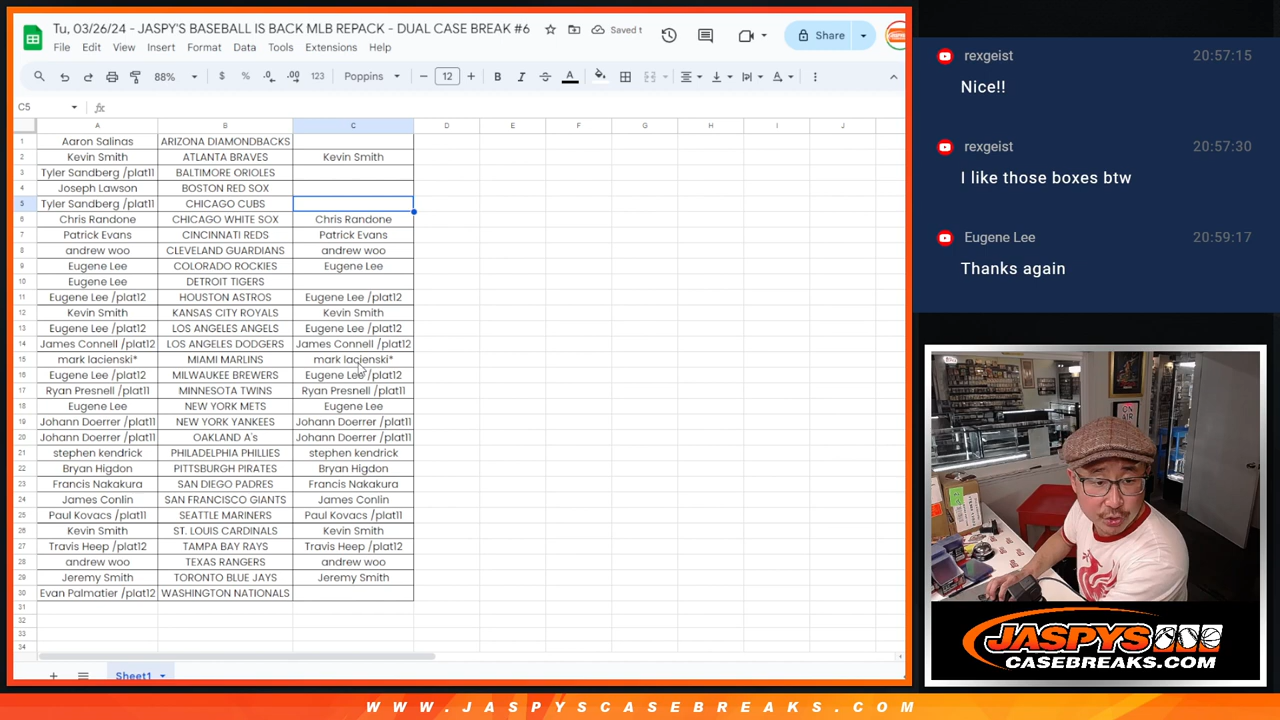 Tu, 03/26/24 - JASPY'S BASEBALL IS BACK MLB REPACK - DUAL CASE BREAK #6 Saved t
File Edit View Insert Format Data Tools Extensions Help
Share
88% $ % .0 .00 123 Poppins 12 B I A
C5 fx
A B C D E F G H I J
1 Aaron Salinas ARIZONA DIAMONDBACKS
2 Kevin Smith ATLANTA BRAVES Kevin Smith
3 Tyler Sandberg /plat11 BALTIMORE ORIOLES
4 Joseph Lawson BOSTON RED SOX
5 Tyler Sandberg /plat11 CHICAGO CUBS
6 Chris Randone CHICAGO WHITE SOX Chris Randone
7 Patrick Evans CINCINNATI REDS Patrick Evans
8 andrew woo CLEVELAND GUARDIANS andrew woo
9 Eugene Lee COLORADO ROCKIES Eugene Lee
10 Eugene Lee DETROIT TIGERS
11 Eugene Lee /plat12 HOUSTON ASTROS Eugene Lee /plat12
12 Kevin Smith KANSAS CITY ROYALS Kevin Smith
13 Eugene Lee /plat12 LOS ANGELES ANGELS Eugene Lee /plat12
14 James Connell /plat12 LOS ANGELES DODGERS James Connell /plat12
15 mark lacienski* MIAMI MARLINS mark lacienski*
16 Eugene Lee /plat12 MILWAUKEE BREWERS Eugene Lee /plat12
17 Ryan Presnell /plat11 MINNESOTA TWINS Ryan Presnell /plat11
18 Eugene Lee NEW YORK METS Eugene Lee
19 Johann Doerrer /plat11 NEW YORK YANKEES Johann Doerrer /plat11
20 Johann Doerrer /plat11 OAKLAND A's Johann Doerrer /plat11
21 stephen kendrick PHILADELPHIA PHILLIES stephen kendrick
22 Bryan Higdon PITTSBURGH PIRATES Bryan Higdon
23 Francis Nakakura SAN DIEGO PADRES Francis Nakakura
24 James Conlin SAN FRANCISCO GIANTS James Conlin
25 Paul Kovacs /plat11 SEATTLE MARINERS Paul Kovacs /plat11
26 Kevin Smith ST. LOUIS CARDINALS Kevin Smith
27 Travis Heep /plat12 TAMPA BAY RAYS Travis Heep /plat12
28 andrew woo TEXAS RANGERS andrew woo
29 Jeremy Smith TORONTO BLUE JAYS Jeremy Smith
30 Evan Palmatier /plat12 WASHINGTON NATIONALS
31
32
33
34
Sheet1
rexgeist 20:57:15
Nice!!
rexgeist 20:57:30
I like those boxes btw
Eugene Lee 20:59:17
Thanks again
ON AIR
JASPYS
CASEBREAKS.COM
WWW.JASPYSCASEBREAKS.COM